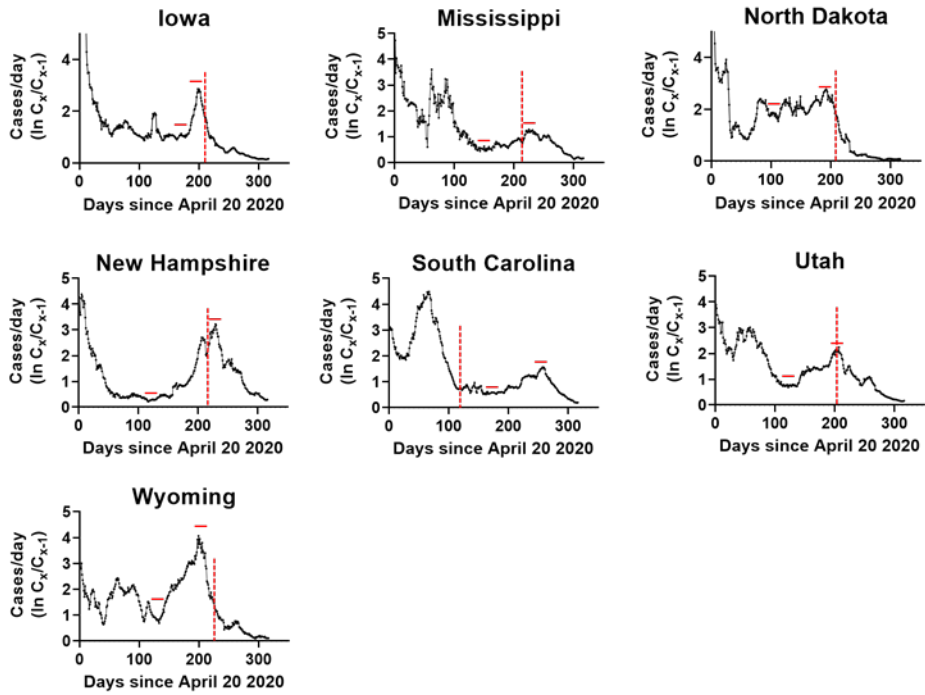 Iowa
Cases/day
(ln Cx/Cx-1)
4
2
0
0 100 200 300
Days since April 20 2020
Mississippi
Cases/day
(ln Cx/Cx-1)
5
4
3
2
1
0
0 100 200 300
Days since April 20 2020
North Dakota
Cases/day
(ln Cx/Cx-1)
4
2
0
0 100 200 300
Days since April 20 2020
New Hampshire
Cases/day
(ln Cx/Cx-1)
5
4
3
2
1
0
0 100 200 300
Days since April 20 2020
South Carolina
Cases/day
(ln Cx/Cx-1)
5
4
3
2
1
0
0 100 200 300
Days since April 20 2020
Utah
Cases/day
(ln Cx/Cx-1)
5
4
3
2
1
0
0 100 200 300
Days since April 20 2020
Wyoming
Cases/day
(ln Cx/Cx-1)
5
4
3
2
1
0
0 100 200 300
Days since April 20 2020